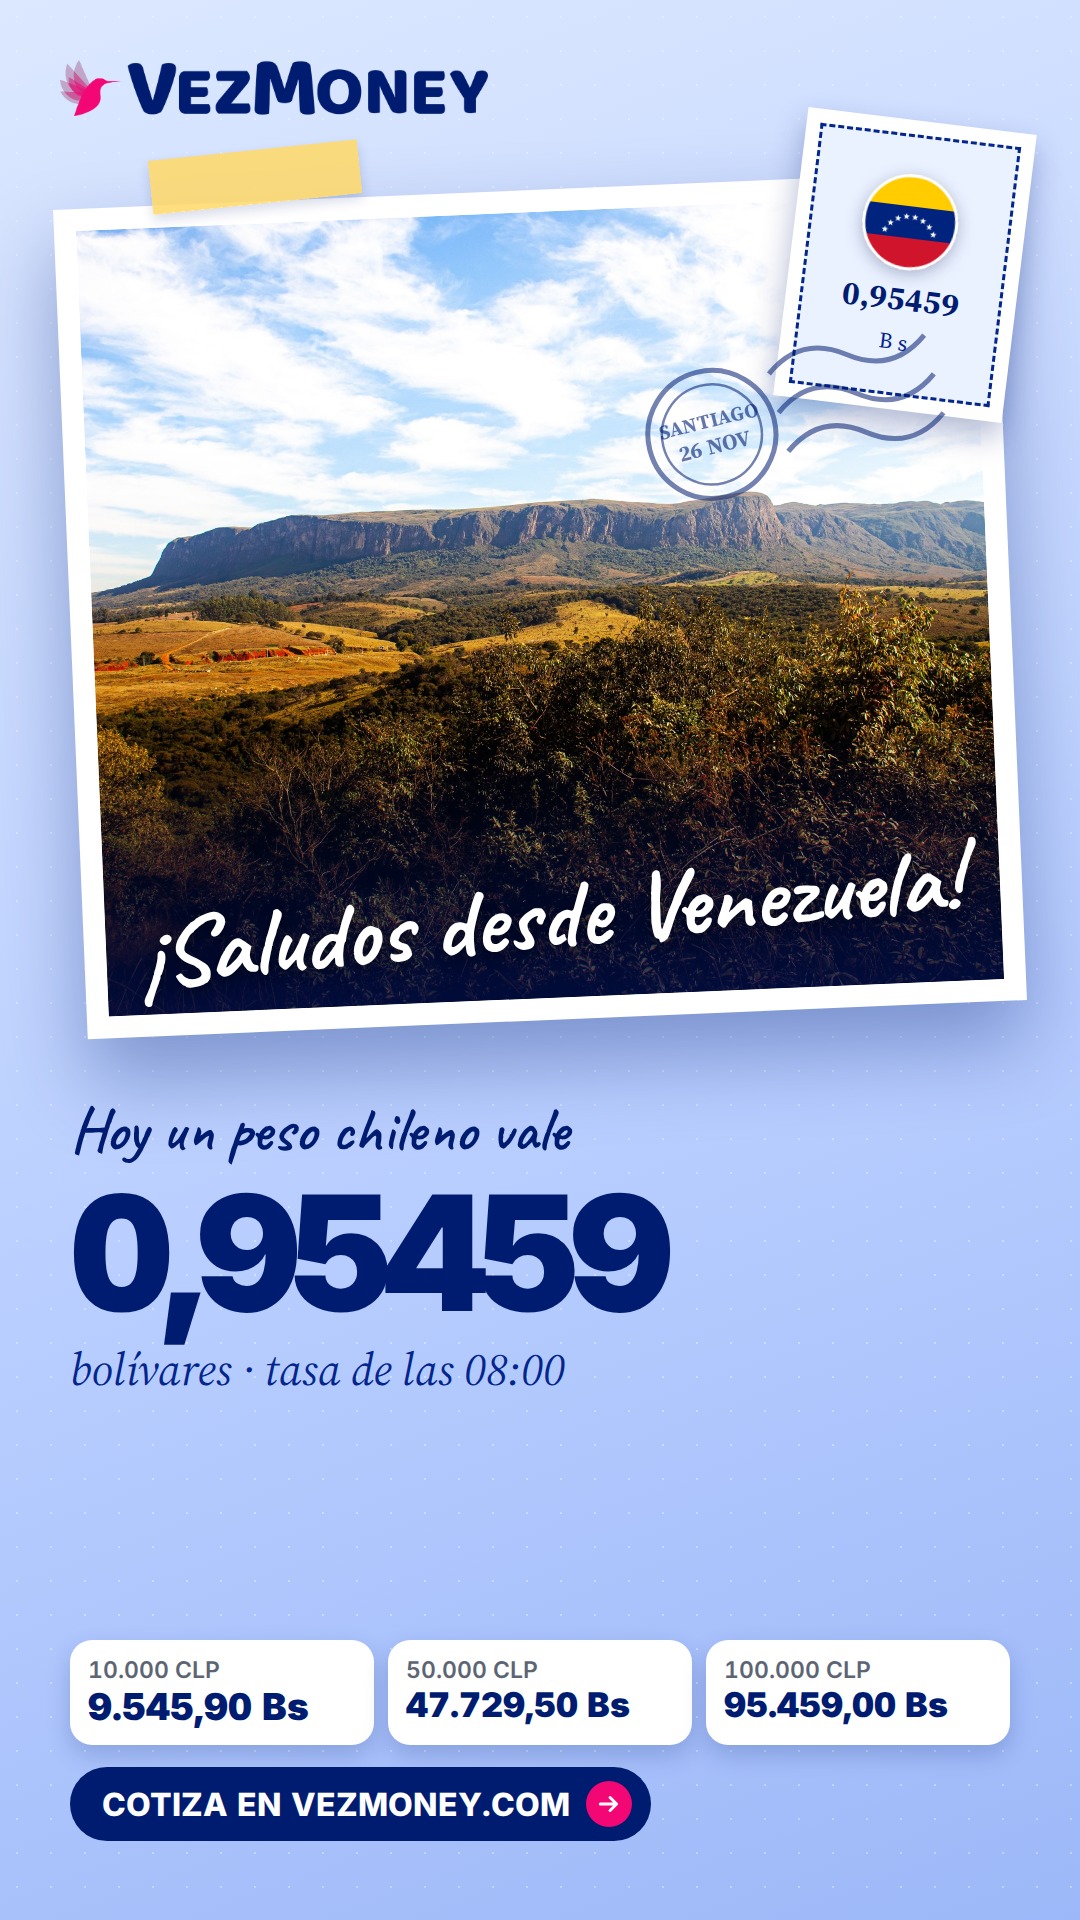 VEZMONEY
0,95459
Bs
SANTIAGO
26 NOV
¡Saludos desde Venezuela!
Hoy un peso chileno vale
0,95459
bolívares · tasa de las 08:00
10.000 CLP
9.545,90 Bs
50.000 CLP
47.729,50 Bs
100.000 CLP
95.459,00 Bs
COTIZA EN VEZMONEY.COM